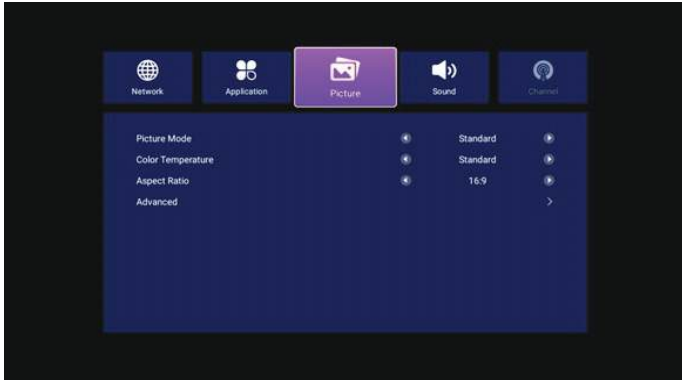 Network Application Picture Sound Channel
Picture Mode Standard
Color Temperature Standard
Aspect Ratio 16:9
Advanced